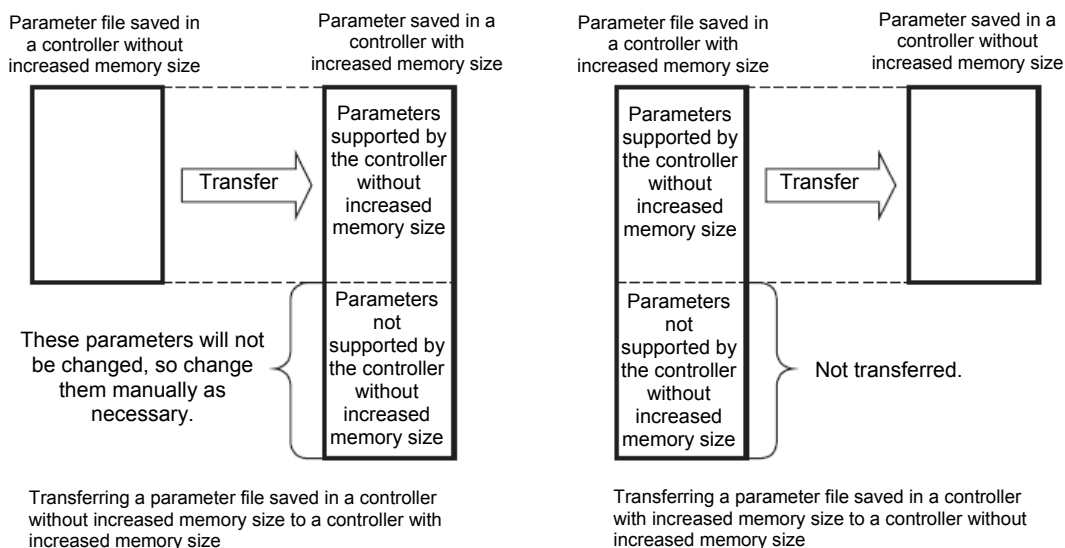 Parameter file saved in
a controller without
increased memory size
Parameter saved in
a controller with
increased memory size
Transfer
Parameters
supported by
the controller
without
increased
memory size
Parameters
not
supported by
the controller
without
increased
memory size
These parameters will not
be changed, so change
them manually as
necessary.
Transferring a parameter file saved in a controller
without increased memory size to a controller with
increased memory size
Parameter file saved in
a controller with
increased memory size
Parameter saved in a
controller without
increased memory size
Parameters
supported by
the controller
without
increased
memory size
Transfer
Parameters
not
supported by
the controller
without
increased
memory size
Not transferred.
Transferring a parameter file saved in a controller
with increased memory size to a controller without
increased memory size